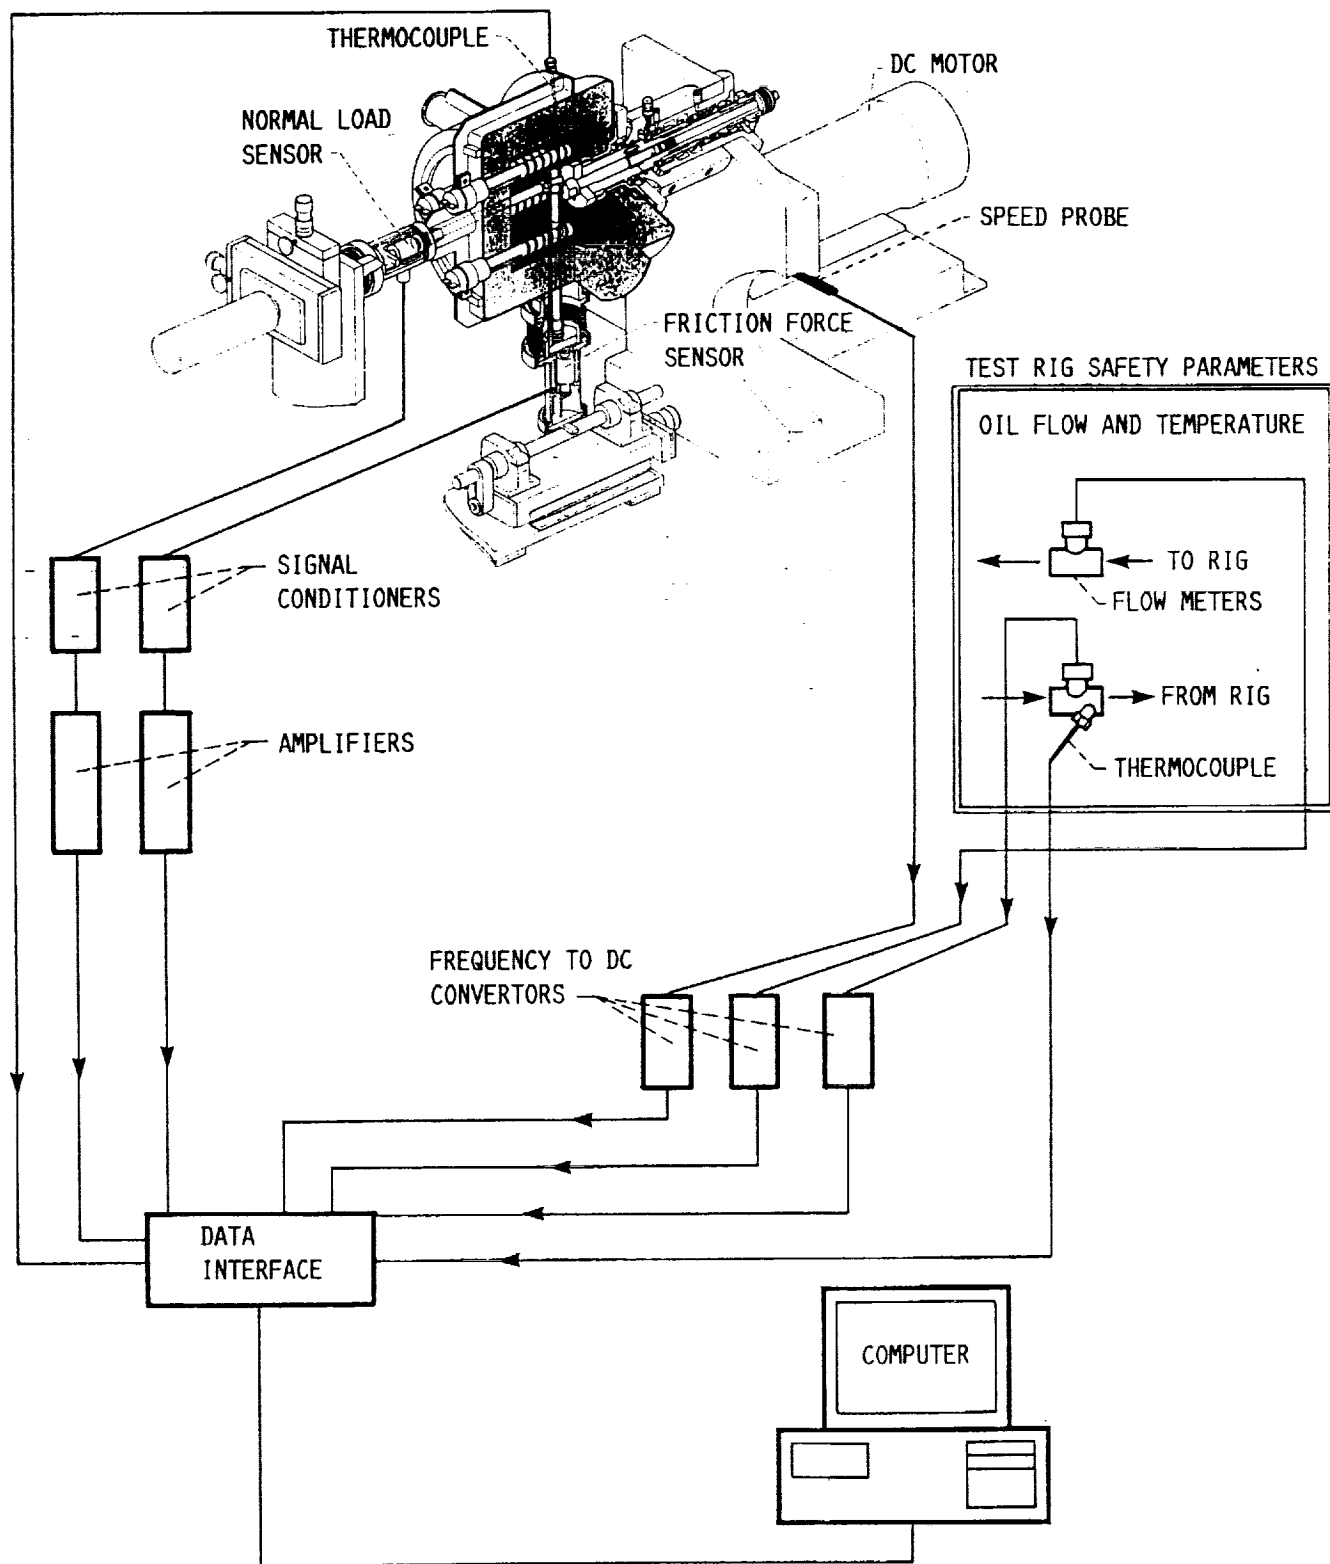 THERMOCOUPLE
DC MOTOR
NORMAL LOAD
SENSOR
SPEED PROBE
FRICTION FORCE
SENSOR
TEST RIG SAFETY PARAMETERS
OIL FLOW AND TEMPERATURE
TO RIG
FLOW METERS
FROM RIG
THERMOCOUPLE
SIGNAL
CONDITIONERS
AMPLIFIERS
FREQUENCY TO DC
CONVERTORS
DATA
INTERFACE
COMPUTER